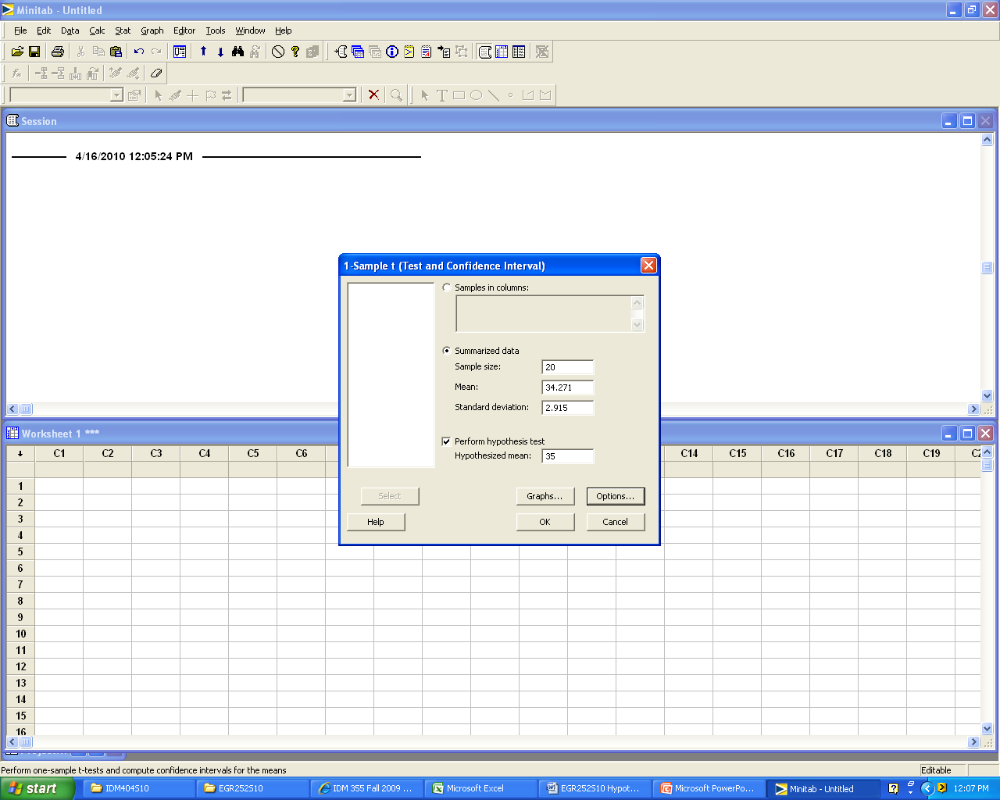 Minitab - Untitled
File Edit Data Calc Stat Graph Editor Tools Window Help
Session
4/16/2010 12:05:24 PM
1-Sample t (Test and Confidence Interval)
Samples in columns:
Summarized data
Sample size: 20
Mean: 34.271
Standard deviation: 2.915
Perform hypothesis test
Hypothesized mean: 35
Select Graphs... Options...
Help OK Cancel
Worksheet 1 ***
C1 C2 C3 C4 C5 C6 C14 C15 C16 C17 C18 C19
1
2
3
4
5
6
7
8
9
10
11
12
13
14
15
16
Perform one-sample t-tests and compute confidence intervals for the means Editable
start IDM404S10 EGR252S10 IDM 355 Fall 2009 ... Microsoft Excel EGR252S10 Hypot... Microsoft PowerPo... Minitab - Untitled 12:07 PM